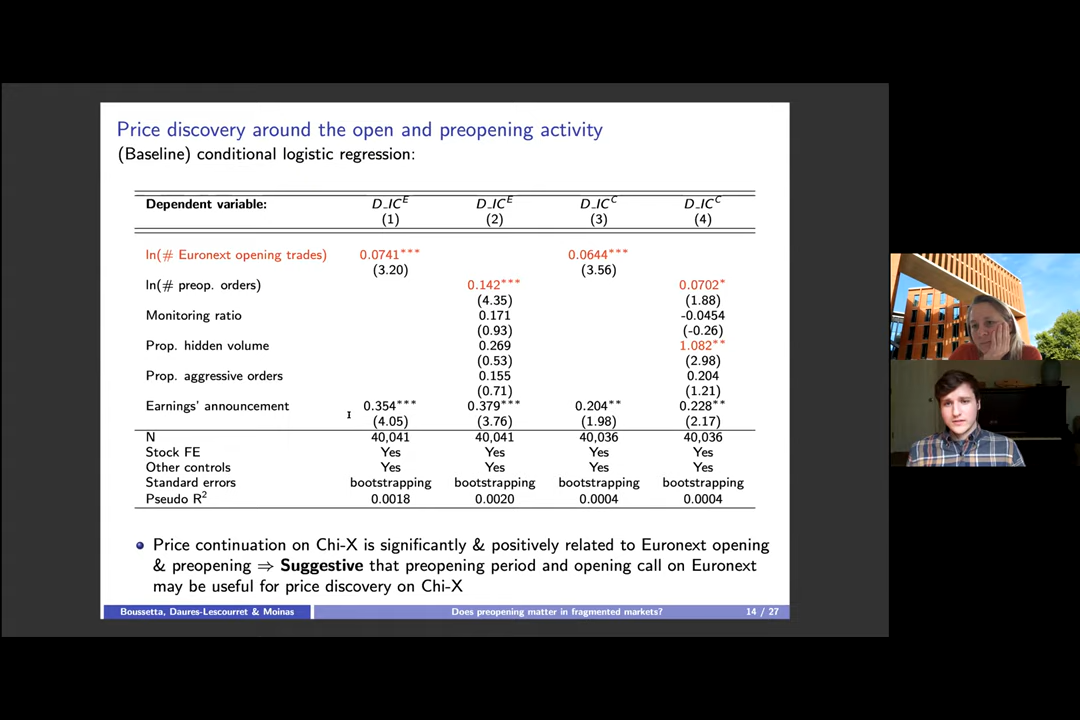 Price discovery around the open and preopening activity
(Baseline) conditional logistic regression:
Dependent variable: D_IC^E D_IC^E D_IC^C D_IC^C
(1) (2) (3) (4)
ln(# Euronext opening trades) 0.0741*** 0.0644***
(3.20) (3.56)
ln(# preop. orders) 0.142*** 0.0702*
(4.35) (1.88)
Monitoring ratio 0.171 -0.0454
(0.93) (-0.26)
Prop. hidden volume 0.269 1.082**
(0.53) (2.98)
Prop. aggressive orders 0.155 0.204
(0.71) (1.21)
Earnings' announcement 0.354*** 0.379*** 0.204** 0.228**
(4.05) (3.76) (1.98) (2.17)
N 40,041 40,041 40,036 40,036
Stock FE Yes Yes Yes Yes
Other controls Yes Yes Yes Yes
Standard errors bootstrapping bootstrapping bootstrapping bootstrapping
Pseudo R² 0.0018 0.0020 0.0004 0.0004
Price continuation on Chi-X is significantly & positively related to Euronext opening
& preopening ⇒ Suggestive that preopening period and opening call on Euronext
may be useful for price discovery on Chi-X
Boussetta, Daures-Lescourret & Moinas Does preopening matter in fragmented markets? 14 / 27